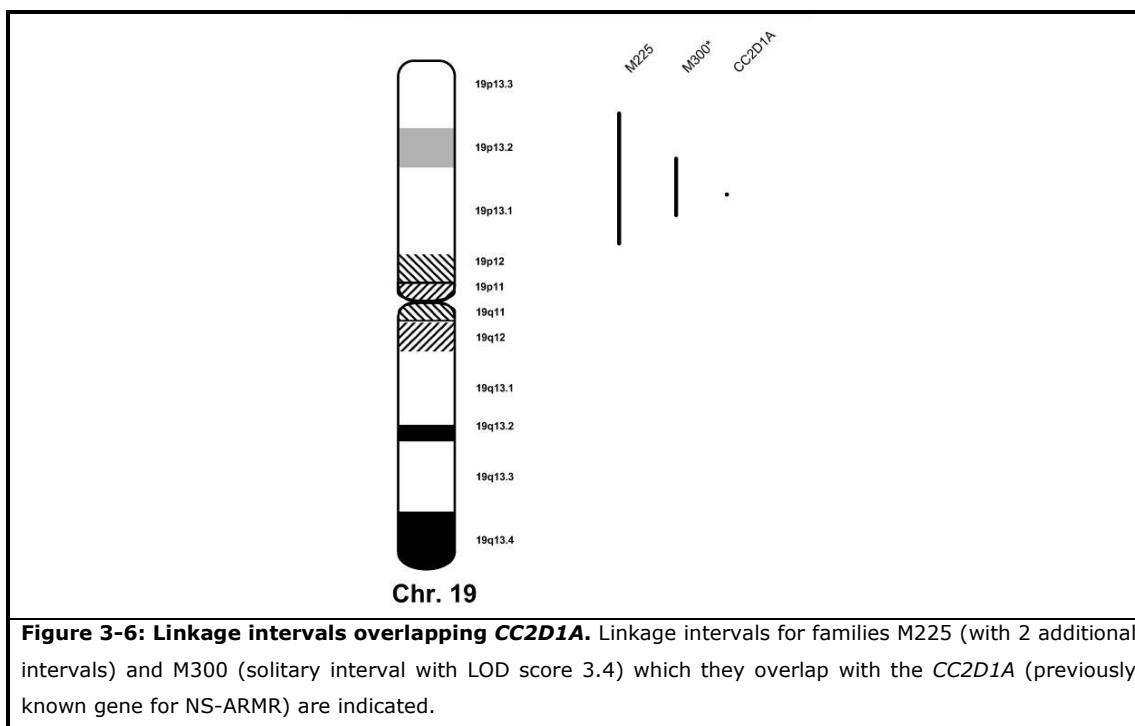 M225
M300*
CC2D1A
19p13.3
19p13.2
19p13.1
19p12
19p11
19q11
19q12
19q13.1
19q13.2
19q13.3
19q13.4
Chr. 19
Figure 3-6: Linkage intervals overlapping CC2D1A. Linkage intervals for families M225 (with 2 additional
intervals) and M300 (solitary interval with LOD score 3.4) which they overlap with the CC2D1A (previously
known gene for NS-ARMR) are indicated.